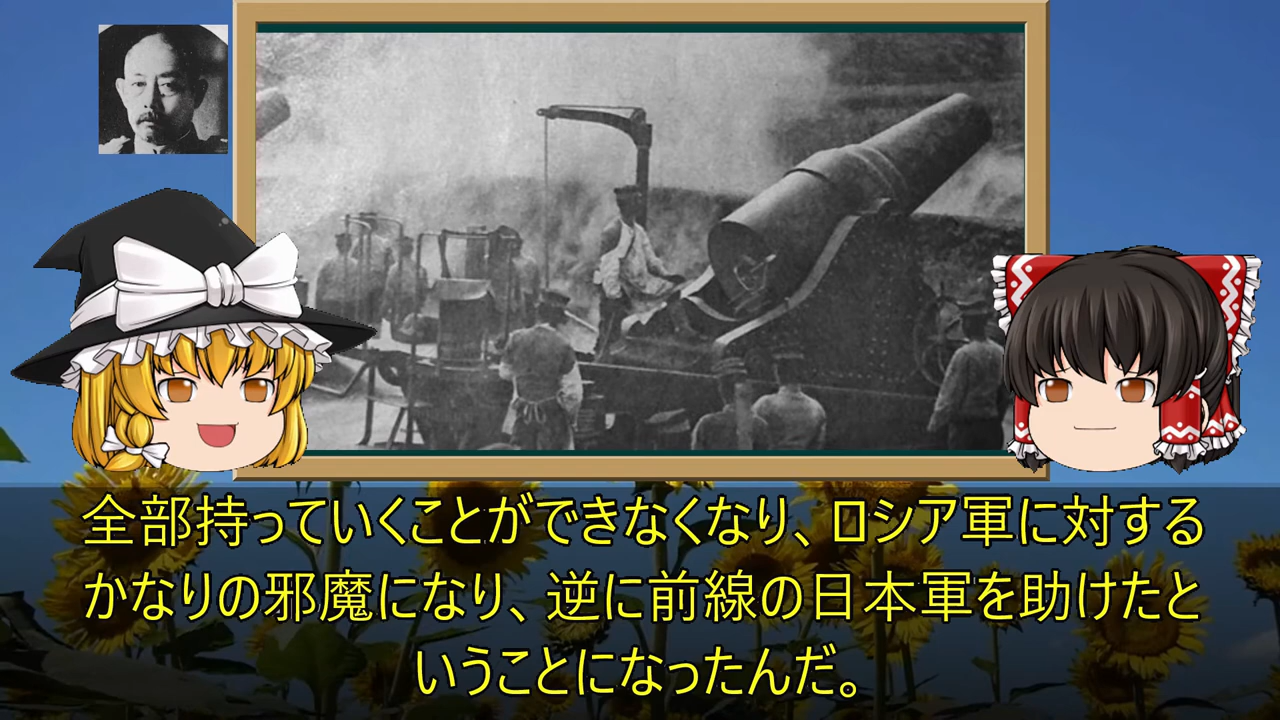 全部持っていくことができなくなり、ロシア軍に対する
かなりの邪魔になり、逆に前線の日本軍を助けたと
いうことになったんだ。